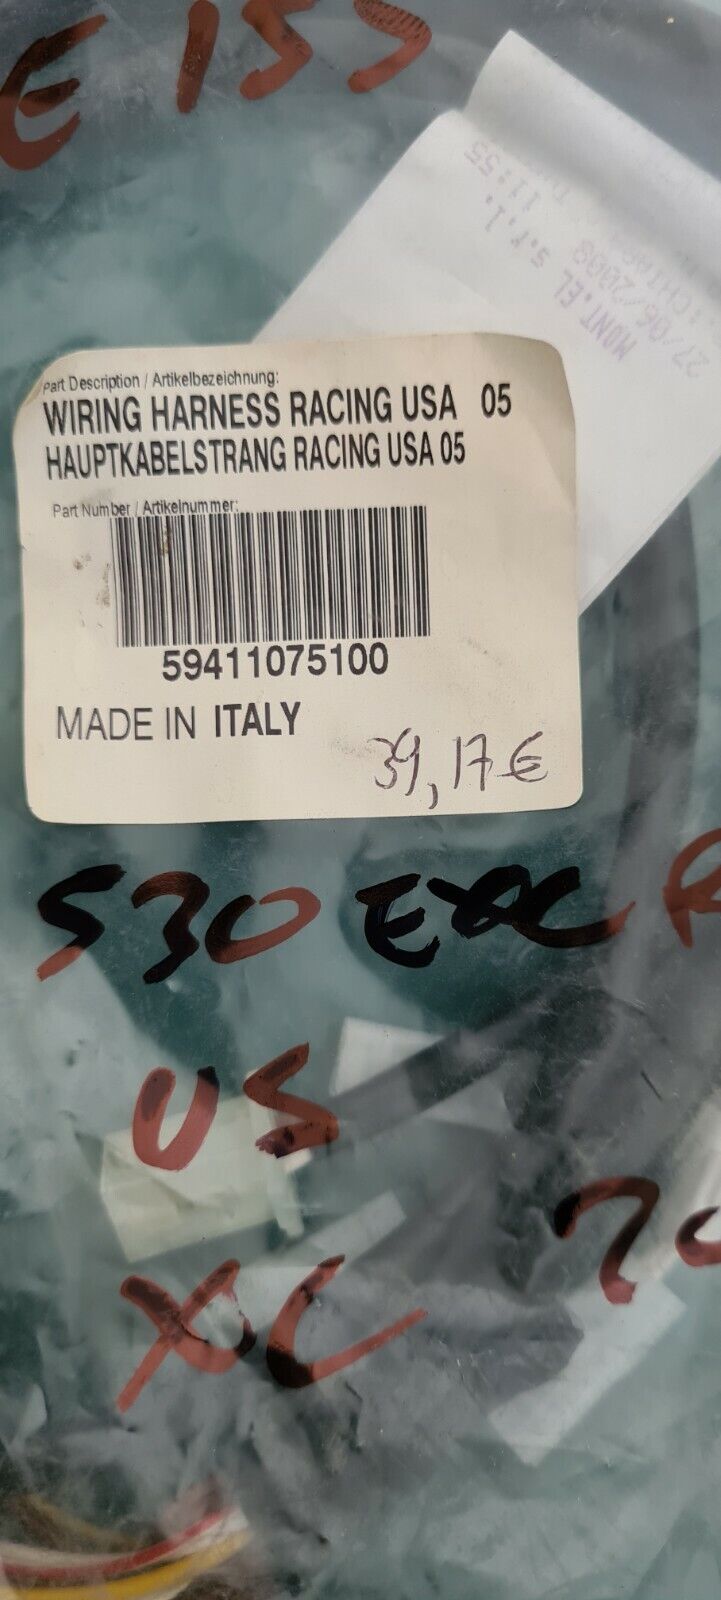 E 155
MONT.EL s.r.l.
27/06/2008 11:55
Part Description / Artikelbezeichnung:
WIRING HARNESS RACING USA 05
HAUPTKABELSTRANG RACING USA 05
Part Number / Artikelnummer:
59411075100
MADE IN ITALY
39,17 €
530 EXC R
US
XC